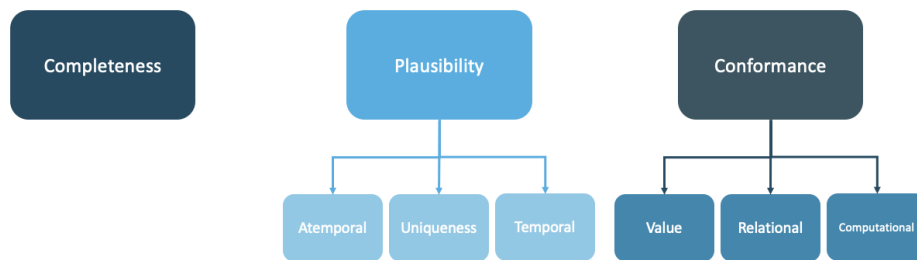 Completeness
Plausibility
Conformance
Atemporal
Uniqueness
Temporal
Value
Relational
Computational